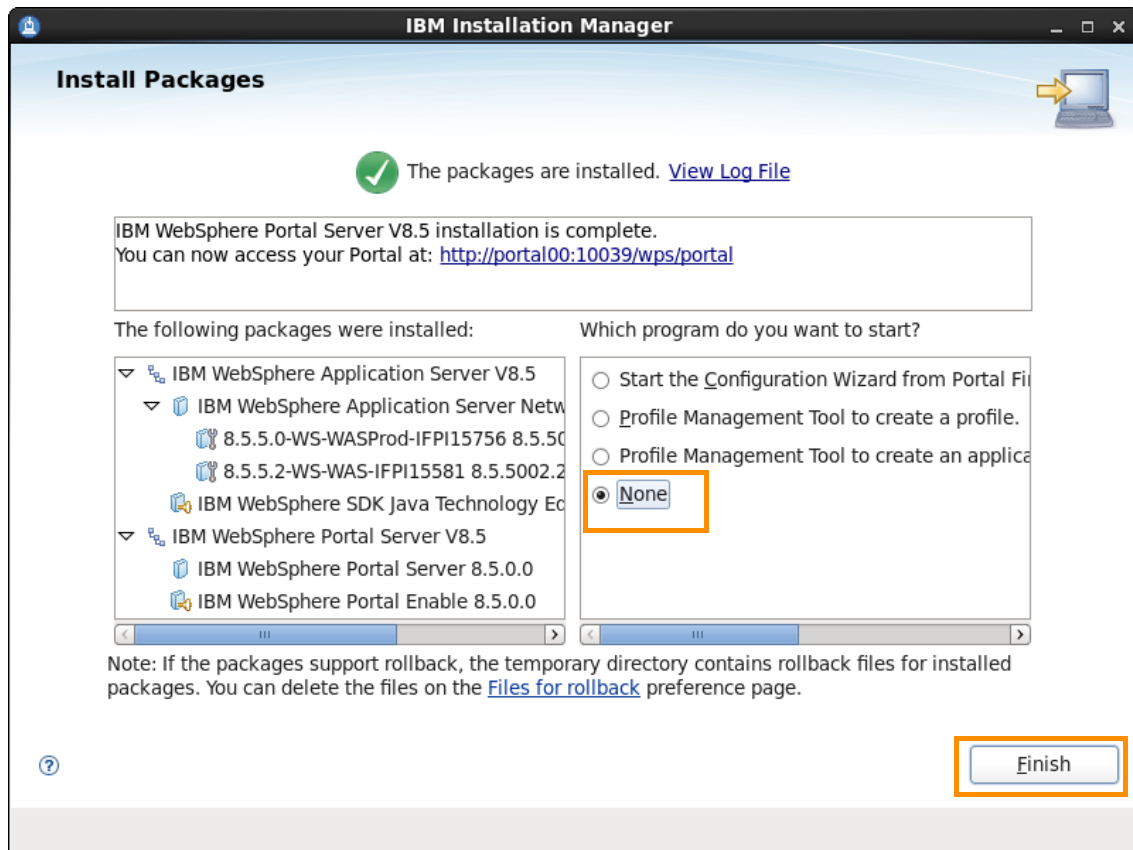 IBM Installation Manager
Install Packages
The packages are installed. View Log File
IBM WebSphere Portal Server V8.5 installation is complete.
You can now access your Portal at: http://portal00:10039/wps/portal
The following packages were installed:
IBM WebSphere Application Server V8.5
IBM WebSphere Application Server Netw
8.5.5.0-WS-WASProd-IFPI15756 8.5.50
8.5.5.2-WS-WAS-IFPI15581 8.5.5002.2
IBM WebSphere SDK Java Technology Ed
IBM WebSphere Portal Server V8.5
IBM WebSphere Portal Server 8.5.0.0
IBM WebSphere Portal Enable 8.5.0.0
Which program do you want to start?
Start the Configuration Wizard from Portal Fi
Profile Management Tool to create a profile.
Profile Management Tool to create an applica
None
Note: If the packages support rollback, the temporary directory contains rollback files for installed
packages. You can delete the files on the Files for rollback preference page.
?
Finish